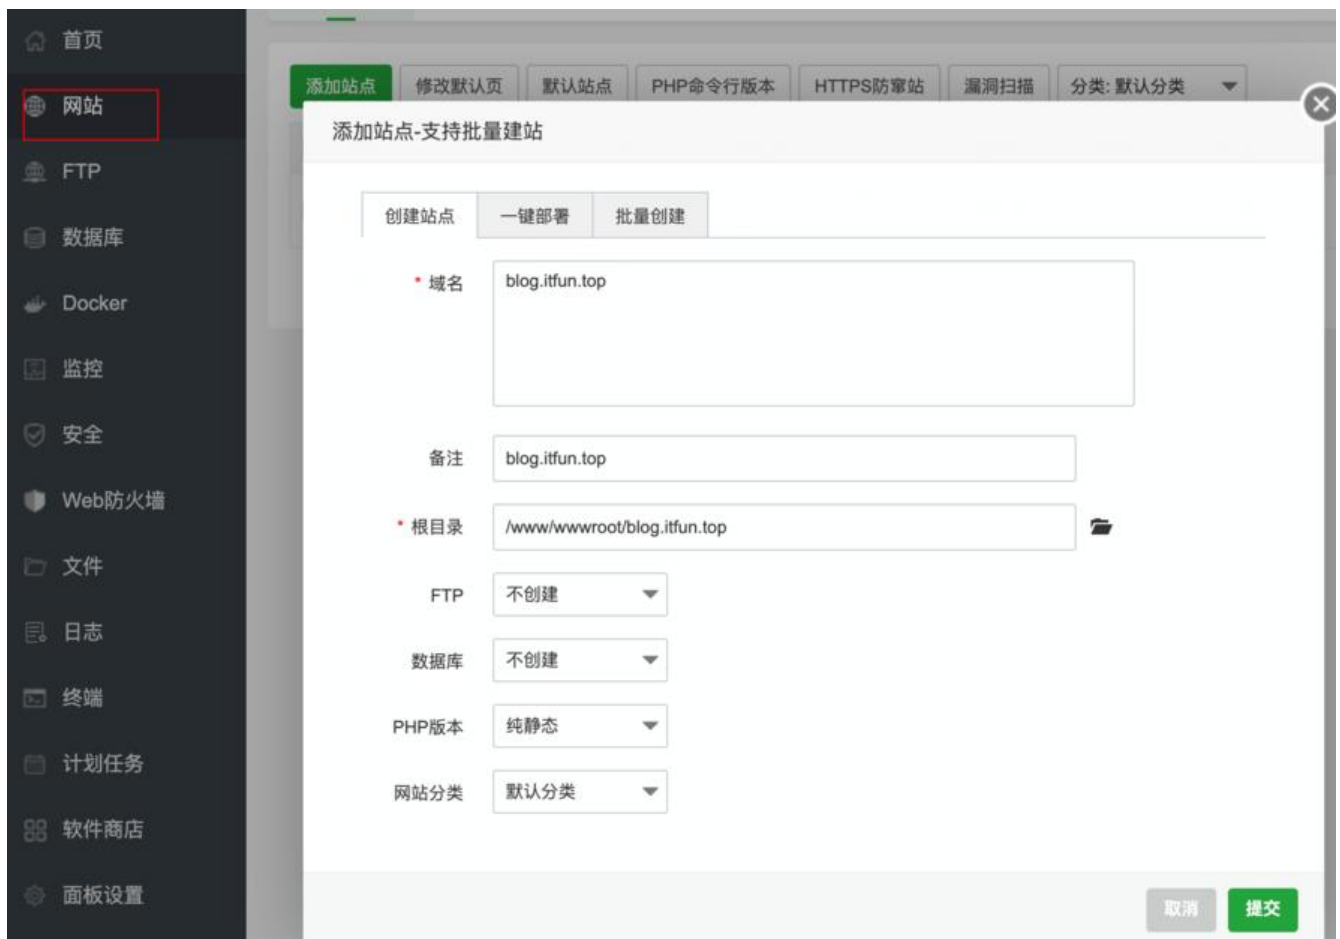 首页
网站
FTP
数据库
Docker
监控
安全
Web防火墙
文件
日志
终端
计划任务
软件商店
面板设置
添加站点 修改默认页 默认站点 PHP命令行版本 HTTPS防窜站 漏洞扫描 分类: 默认分类
添加站点-支持批量建站
创建站点 一键部署 批量创建
* 域名 blog.itfun.top
备注 blog.itfun.top
* 根目录 /www/wwwroot/blog.itfun.top
FTP 不创建
数据库 不创建
PHP版本 纯静态
网站分类 默认分类
取消 提交